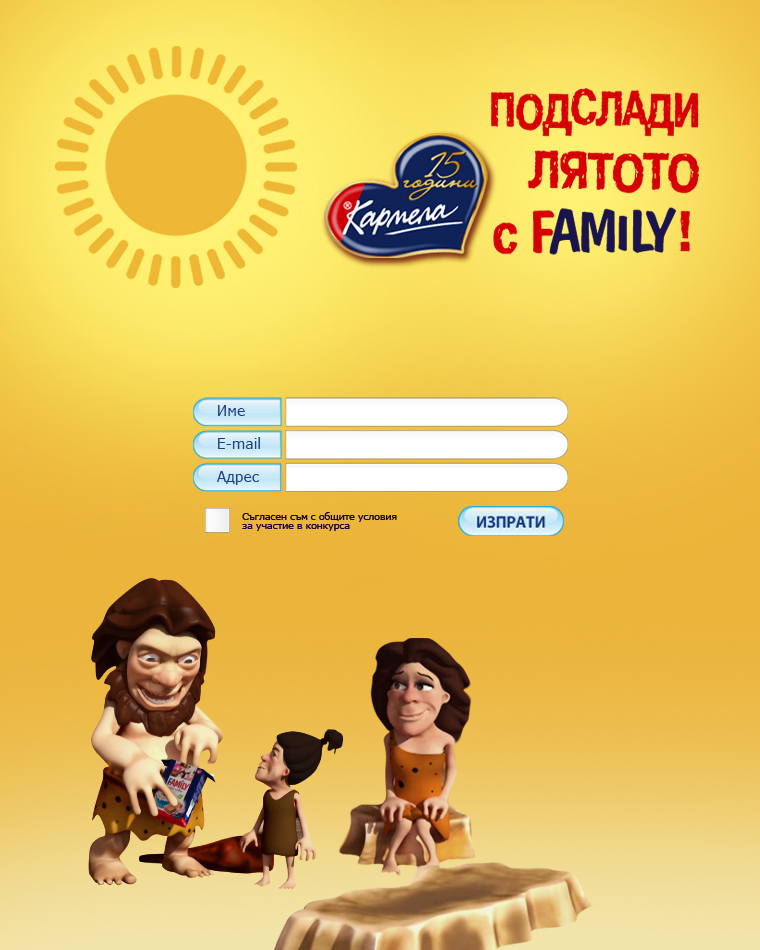 ПОДСЛАДИ
ЛЯТОТО
с FAMiLY!
15
години
®Кармела
Име
E-mail
Адрес
Съгласен съм с общите условия
за участие в конкурса
ИЗПРАТИ
FAMiLY